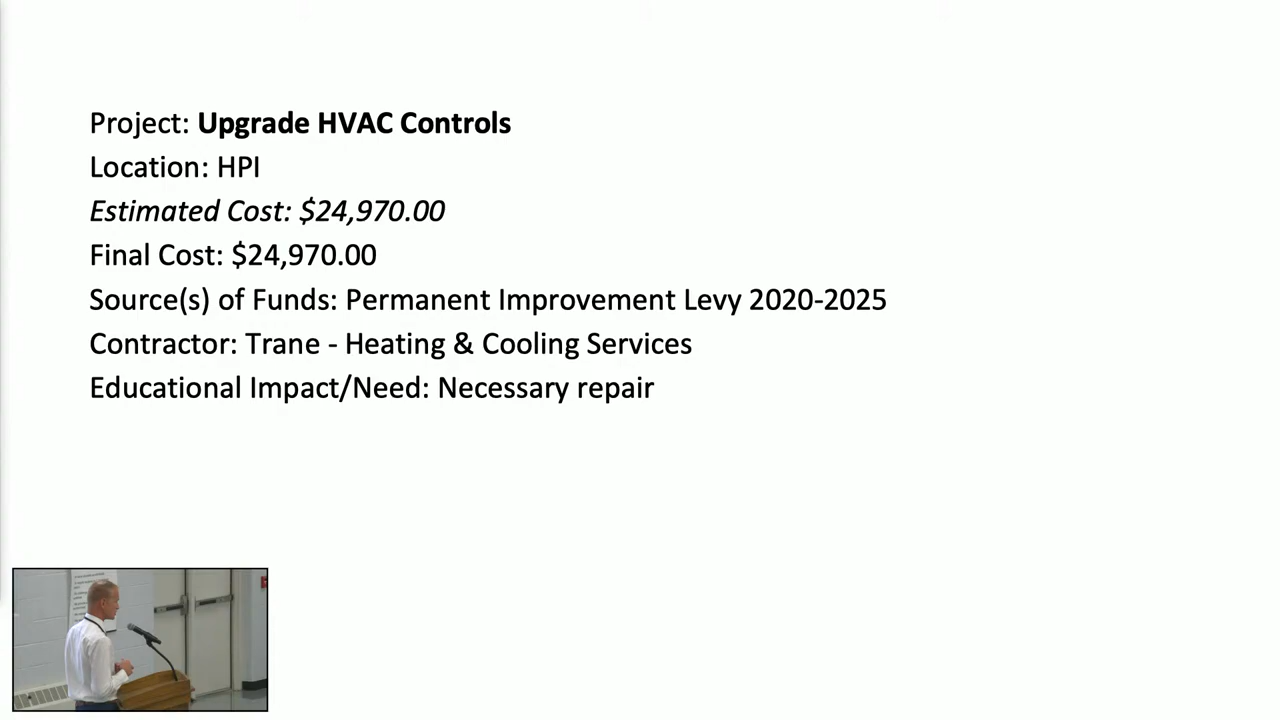 Project: Upgrade HVAC Controls
Location: HPI
Estimated Cost: $24,970.00
Final Cost: $24,970.00
Source(s) of Funds: Permanent Improvement Levy 2020-2025
Contractor: Trane - Heating & Cooling Services
Educational Impact/Need: Necessary repair